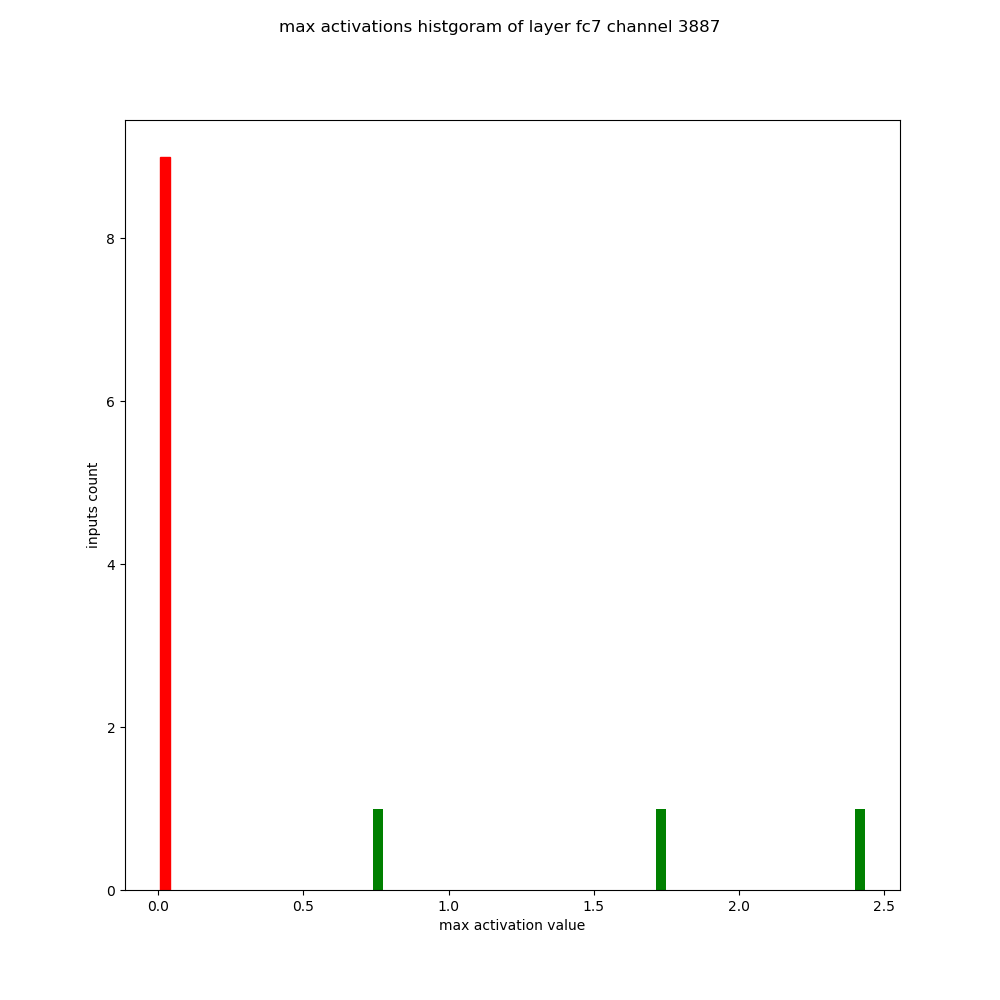 max activations histgoram of layer fc7 channel 3887
8
6
4
2
0
inputs count
0.0 0.5 1.0 1.5 2.0 2.5
max activation value